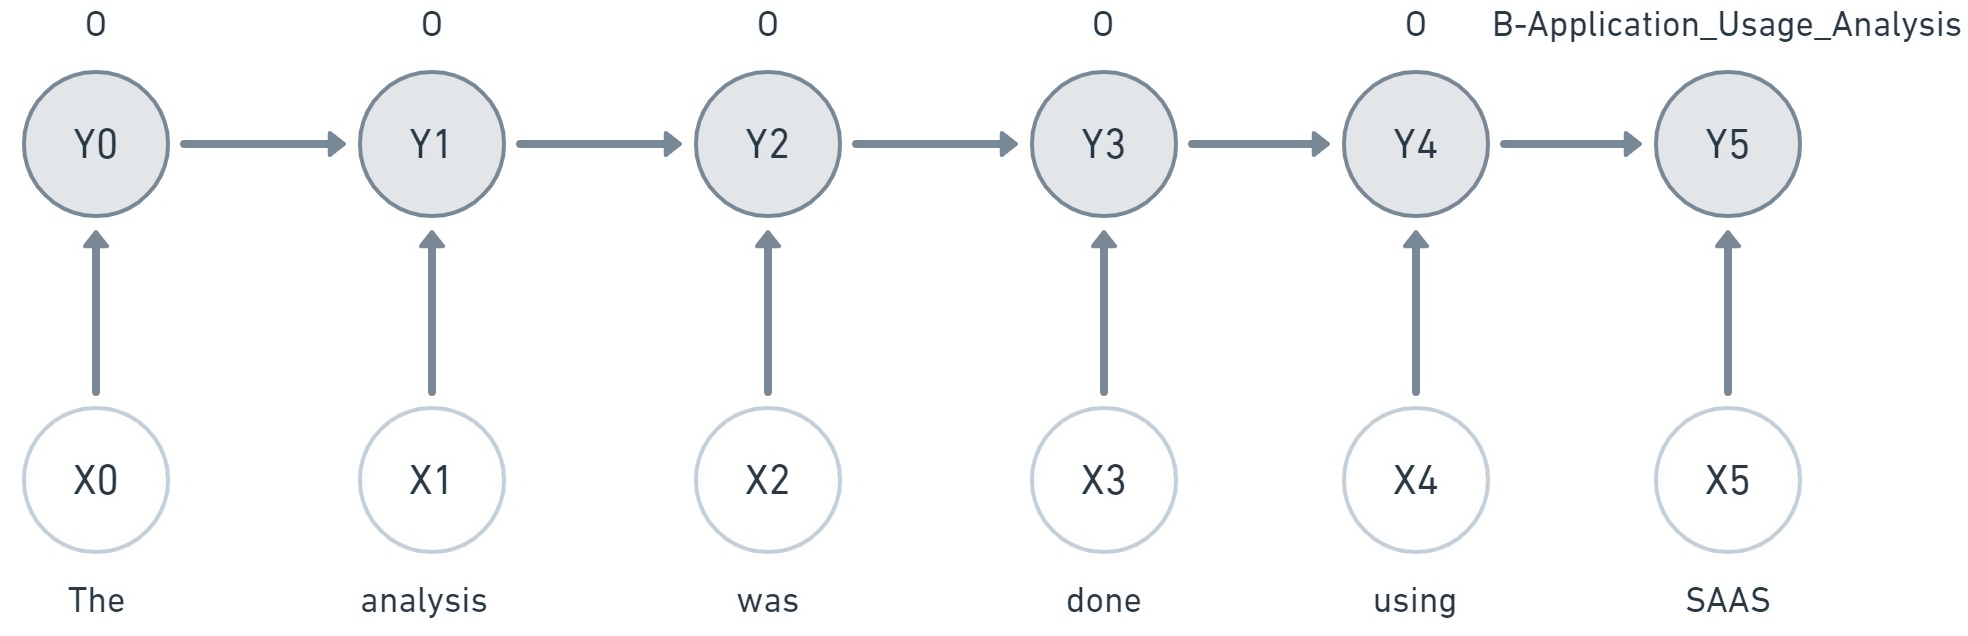 O O O O O B-Application_Usage_Analysis
Y0 Y1 Y2 Y3 Y4 Y5
X0 X1 X2 X3 X4 X5
The analysis was done using SAAS